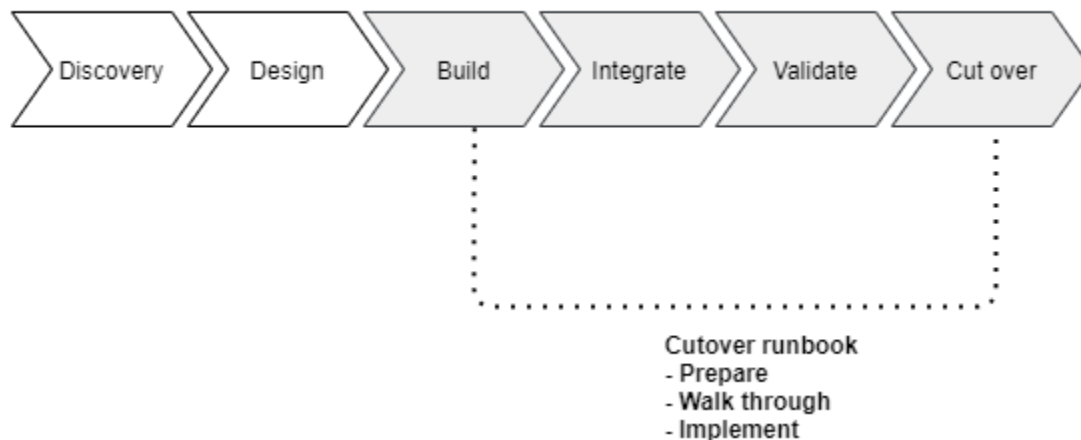 Discovery
Design
Build
Integrate
Validate
Cut over
Cutover runbook
- Prepare
- Walk through
- Implement